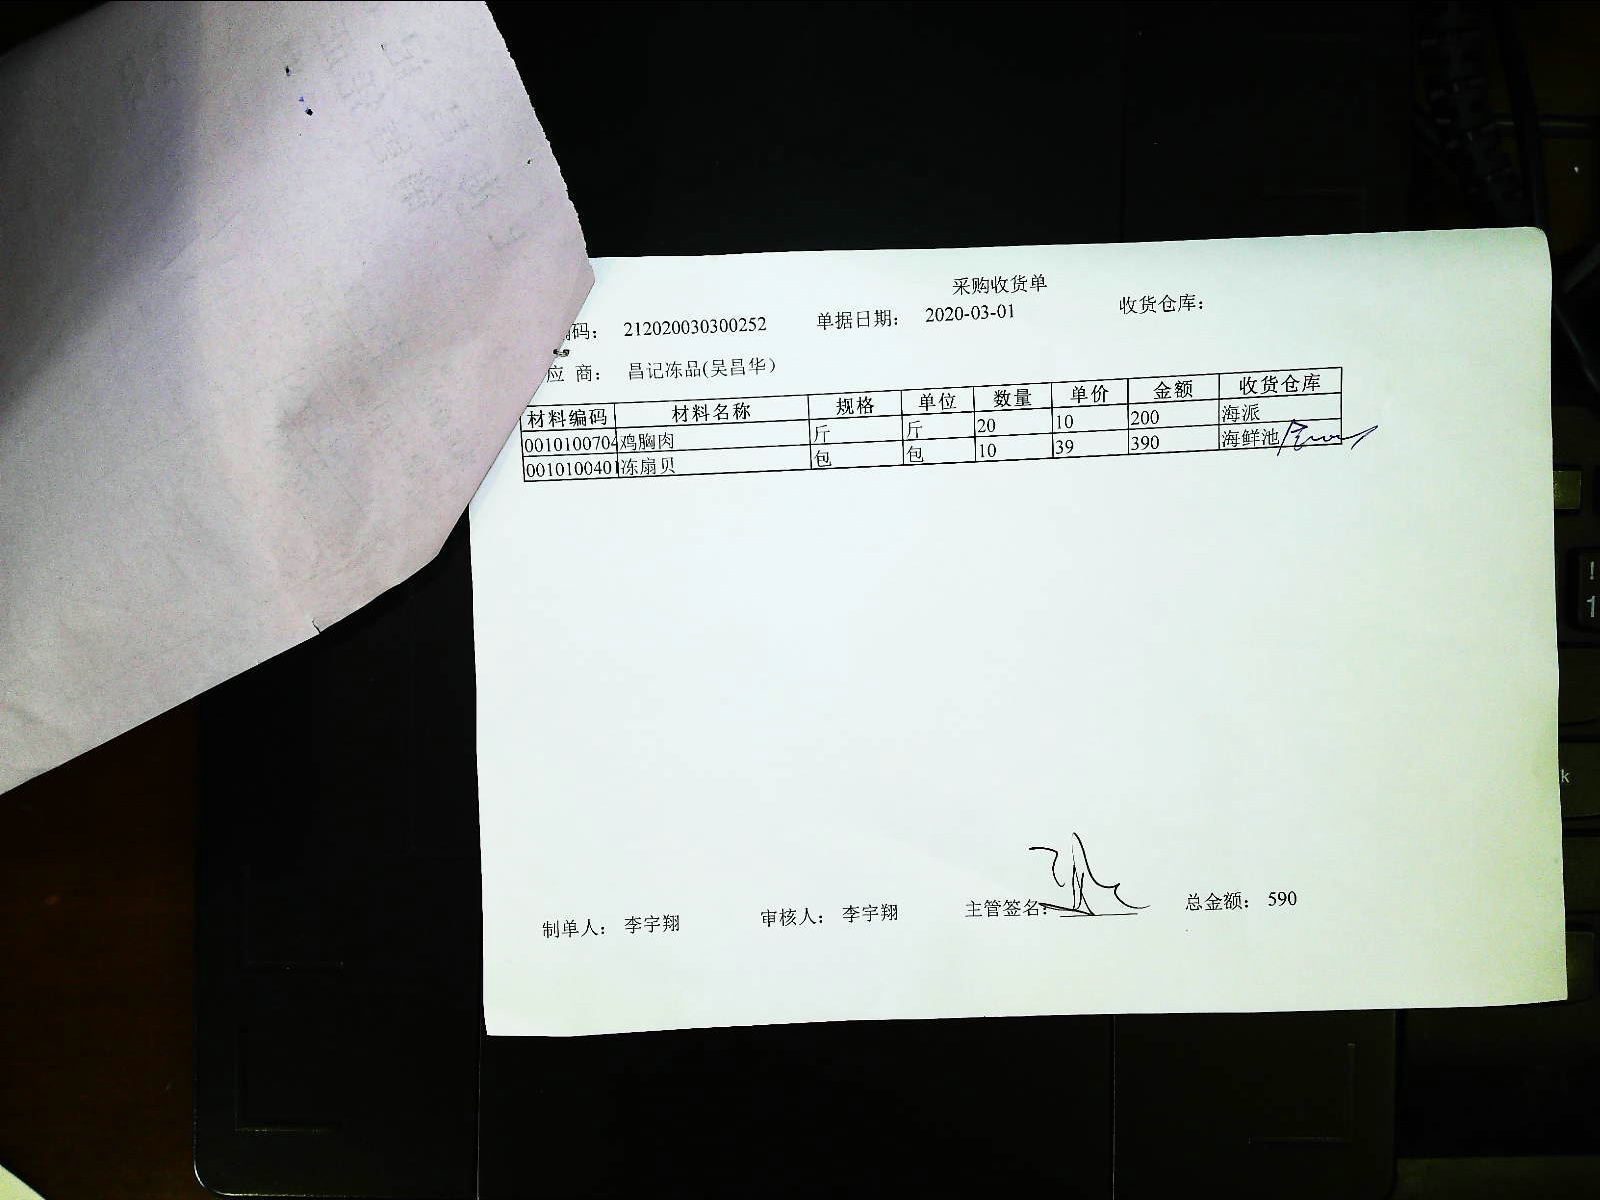 采购收货单
码： 212020030300252 单据日期： 2020-03-01 收货仓库：
应 商： 昌记冻品(吴昌华）
材料编码 材料名称 规格 单位 数量 单价 金额 收货仓库
0010100704 鸡胸肉 斤 斤 20 10 200 海派
0010100401 冻扇贝 包 包 10 39 390 海鲜池
制单人： 李宇翔 审核人： 李宇翔 主管签名： 总金额： 590